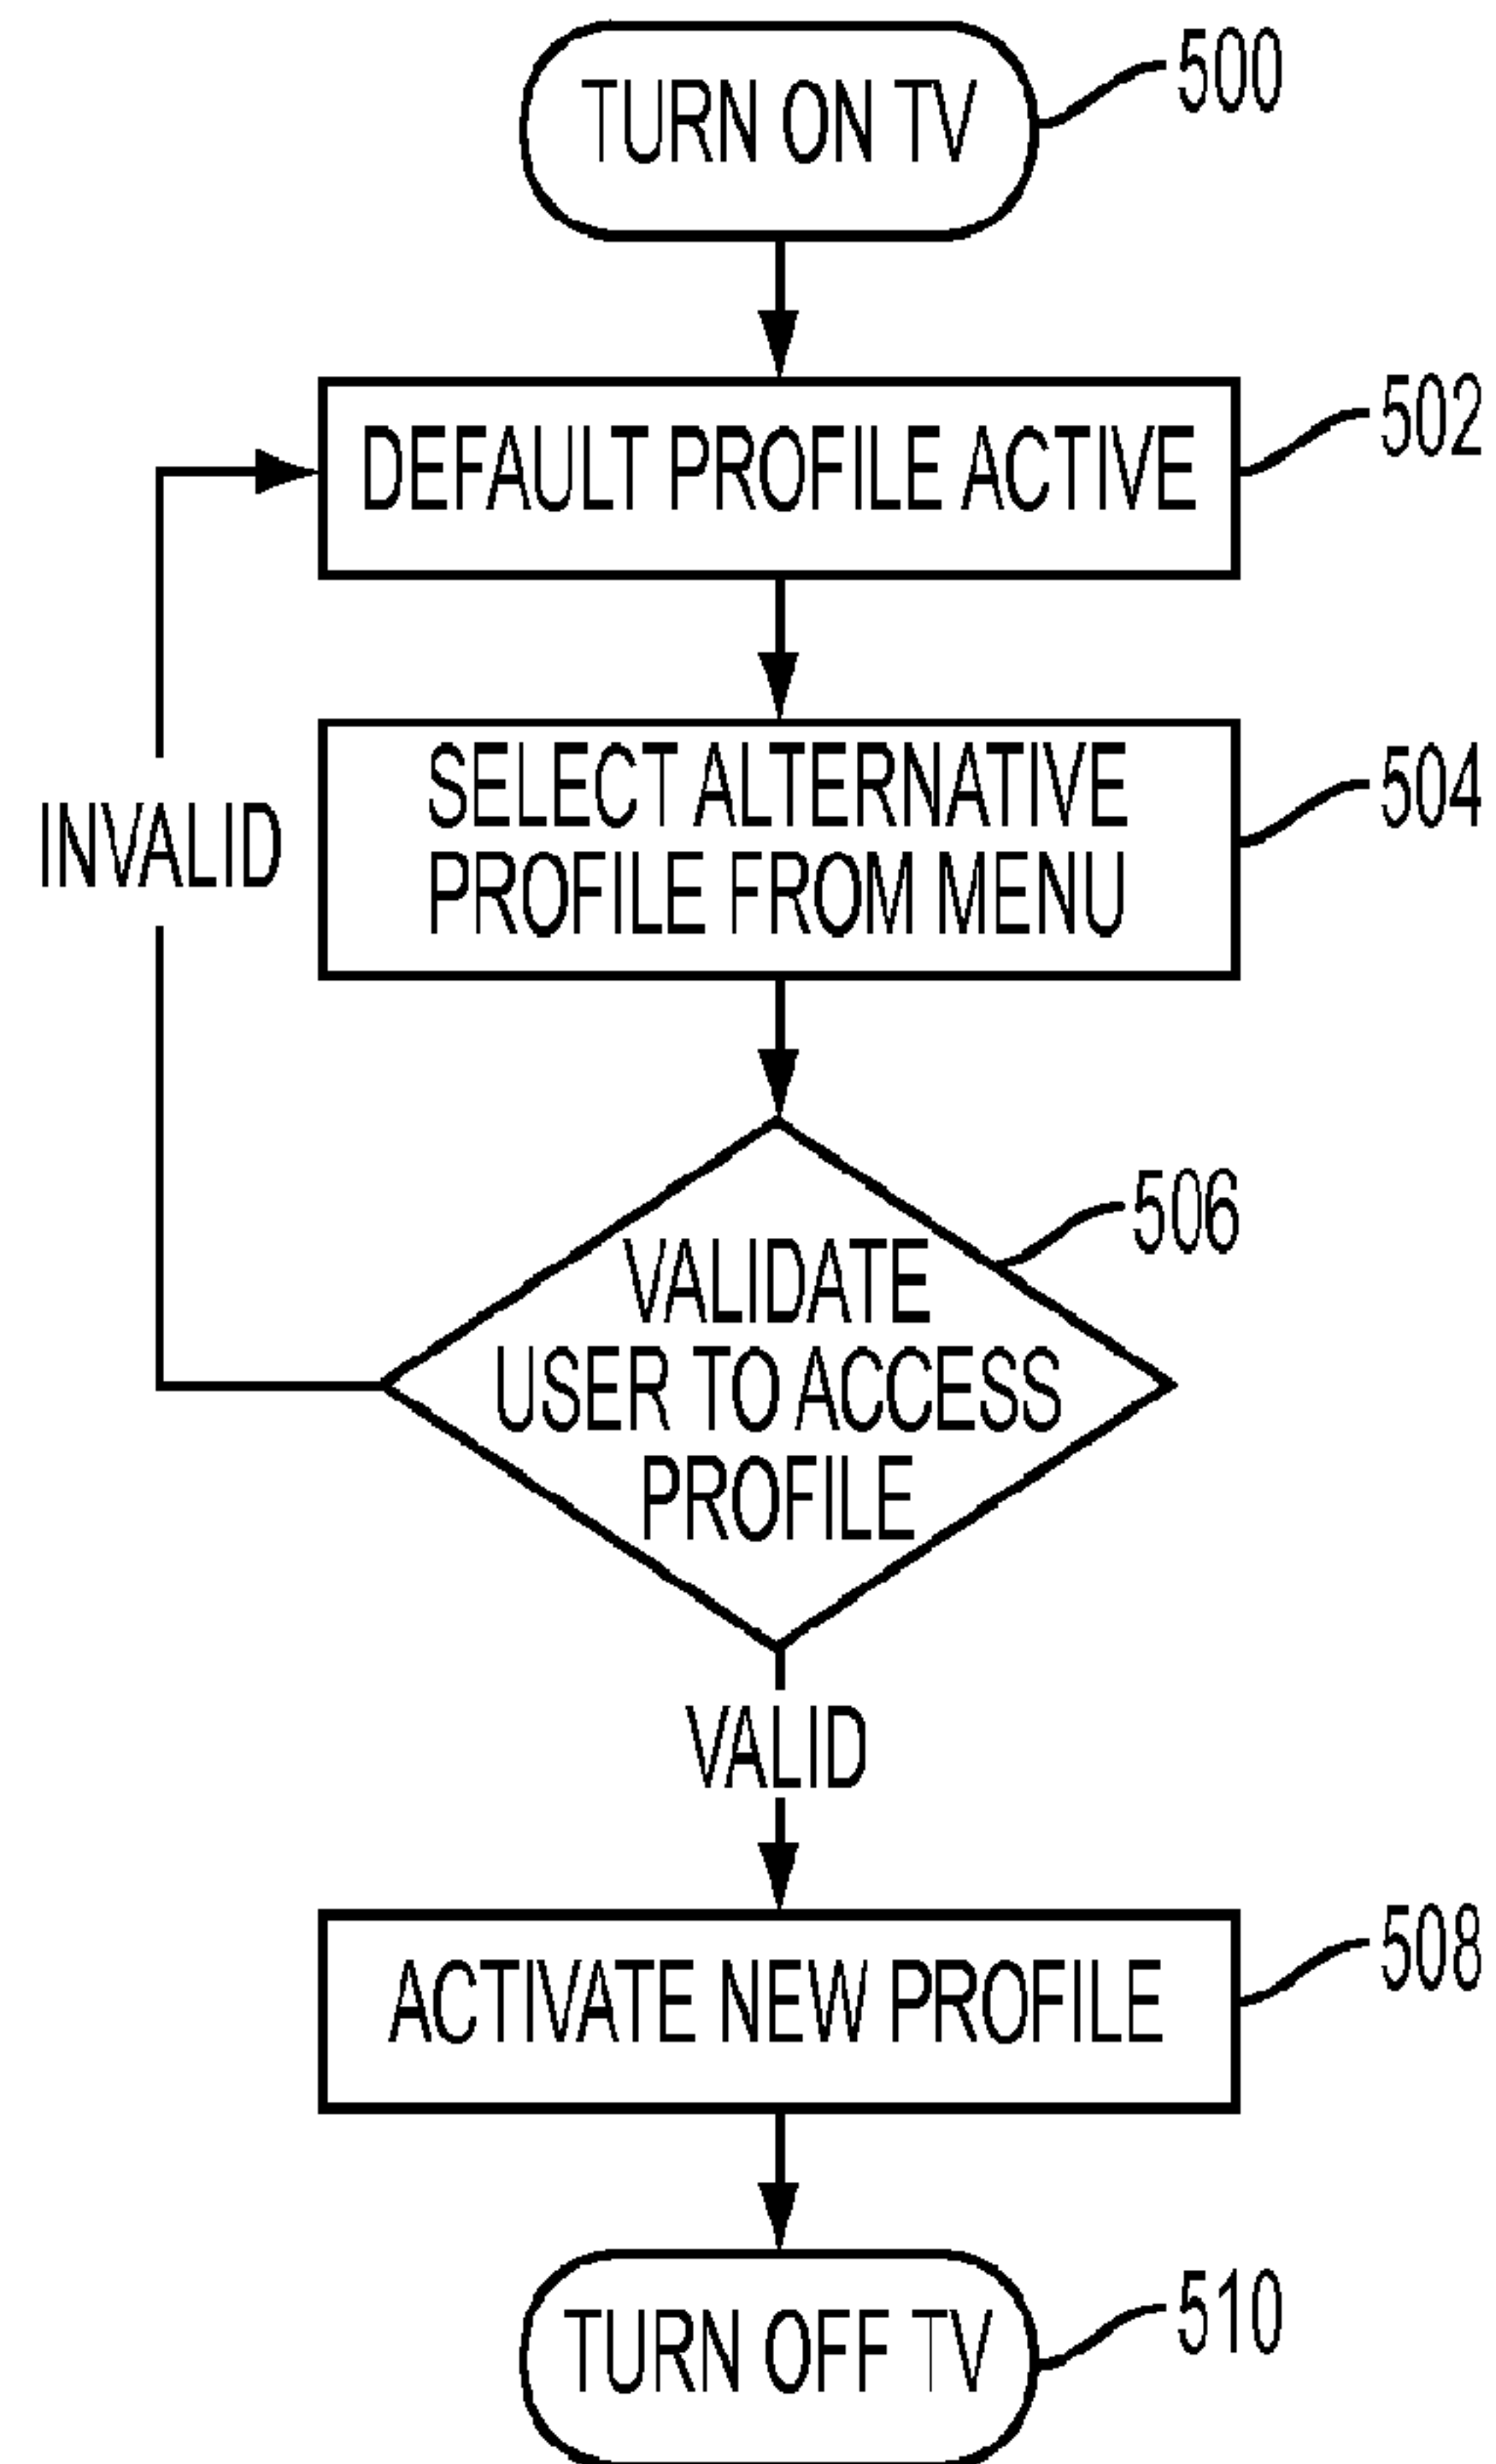 TURN ON TV
500
DEFAULT PROFILE ACTIVE
502
SELECT ALTERNATIVE
PROFILE FROM MENU
504
INVALID
VALIDATE
USER TO ACCESS
PROFILE
506
VALID
ACTIVATE NEW PROFILE
508
TURN OFF TV
510